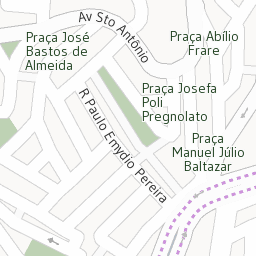 Av Sto Antônio
Praça José
Bastos de
Almeida
Praça Abílio
Frare
Praça Josefa
Poli
Pregnolato
R Paulo Emydio Pereira
Praça
Manuel Júlio
Baltazar